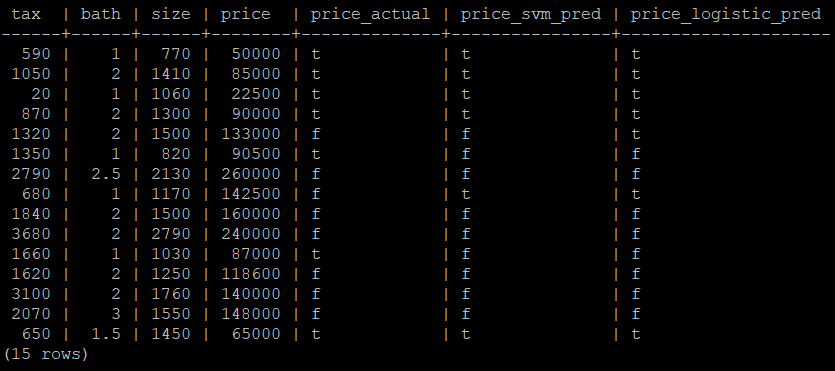 tax  | bath | size | price  | price_actual | price_svm_pred | price_logistic_pred
------+------+------+--------+--------------+----------------+---------------------
  590 |    1 |  770 |  50000 | t            | t              | t
 1050 |    2 | 1410 |  85000 | t            | t              | t
   20 |    1 | 1060 |  22500 | t            | t              | t
  870 |    2 | 1300 |  90000 | t            | t              | t
 1320 |    2 | 1500 | 133000 | f            | f              | t
 1350 |    1 |  820 |  90500 | t            | f              | f
 2790 |  2.5 | 2130 | 260000 | f            | f              | f
  680 |    1 | 1170 | 142500 | f            | t              | t
 1840 |    2 | 1500 | 160000 | f            | f              | f
 3680 |    2 | 2790 | 240000 | f            | f              | f
 1660 |    1 | 1030 |  87000 | t            | f              | f
 1620 |    2 | 1250 | 118600 | f            | f              | f
 3100 |    2 | 1760 | 140000 | f            | f              | f
 2070 |    3 | 1550 | 148000 | f            | f              | f
  650 |  1.5 | 1450 |  65000 | t            | t              | t
(15 rows)